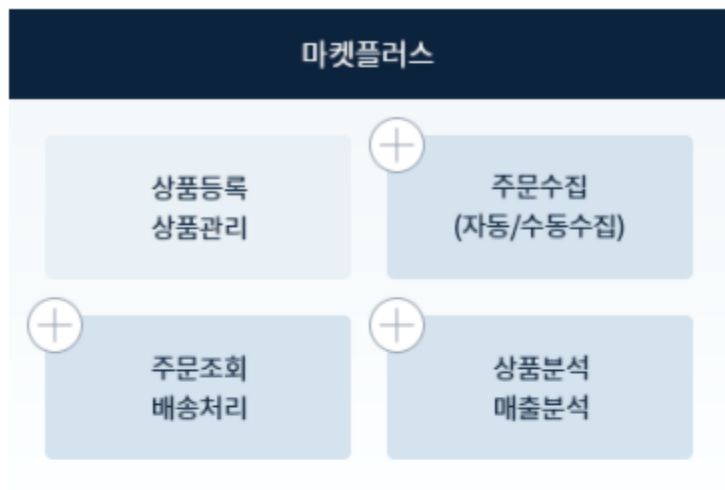 마켓플러스
상품등록
상품관리
주문수집
(자동/수동수집)
주문조회
배송처리
상품분석
매출분석